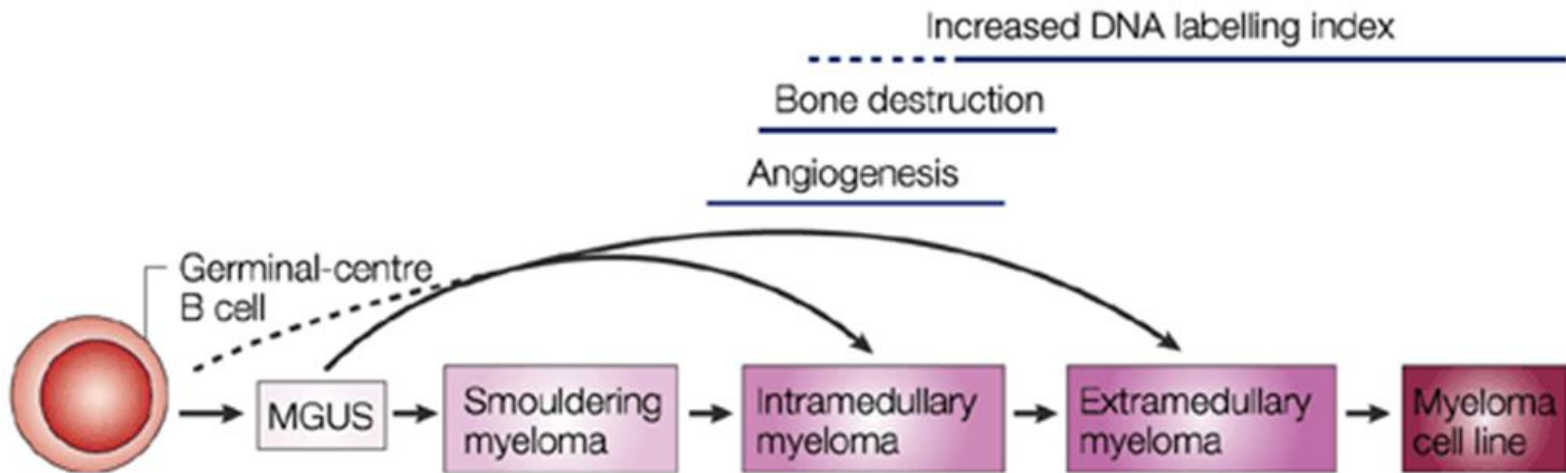 Increased DNA labelling index
Bone destruction
Angiogenesis
Germinal-centre
B cell
MGUS
Smouldering
myeloma
Intramedullary
myeloma
Extramedullary
myeloma
Myeloma
cell line